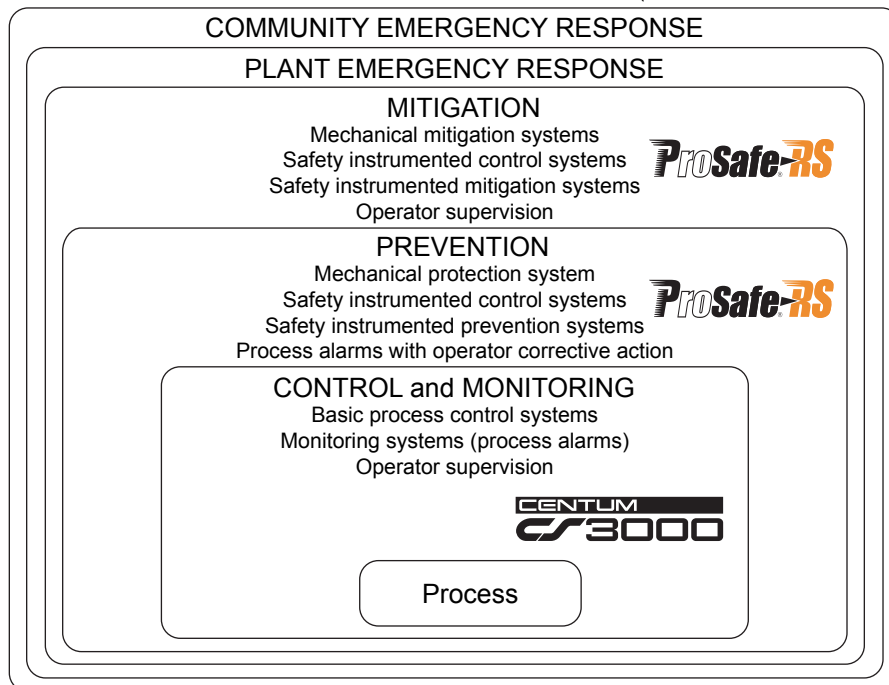 COMMUNITY EMERGENCY RESPONSE
PLANT EMERGENCY RESPONSE
MITIGATION
Mechanical mitigation systems
Safety instrumented control systems
Safety instrumented mitigation systems
Operator supervision
ProSafe-RS
PREVENTION
Mechanical protection system
Safety instrumented control systems
Safety instrumented prevention systems
Process alarms with operator corrective action
ProSafe-RS
CONTROL and MONITORING
Basic process control systems
Monitoring systems (process alarms)
Operator supervision
CENTUM
CS3000
Process